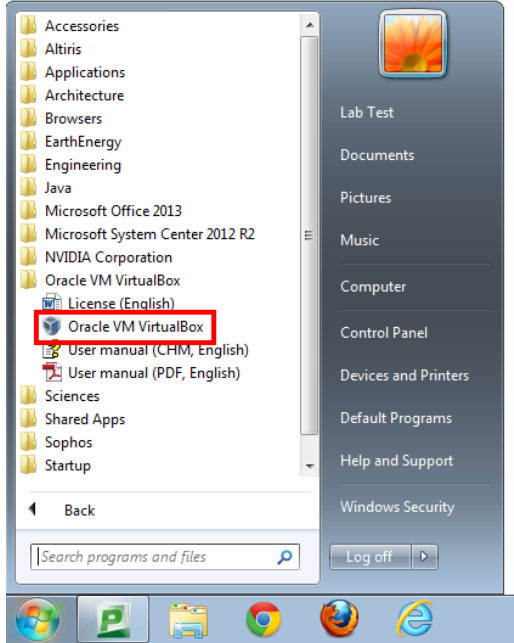 Accessories
Altiris
Applications
Architecture
Browsers
EarthEnergy
Engineering
Java
Microsoft Office 2013
Microsoft System Center 2012 R2
NVIDIA Corporation
Oracle VM VirtualBox
License (English)
Oracle VM VirtualBox
User manual (CHM, English)
User manual (PDF, English)
Sciences
Shared Apps
Sophos
Startup
Back
Search programs and files
Lab Test
Documents
Pictures
Music
Computer
Control Panel
Devices and Printers
Default Programs
Help and Support
Windows Security
Log off